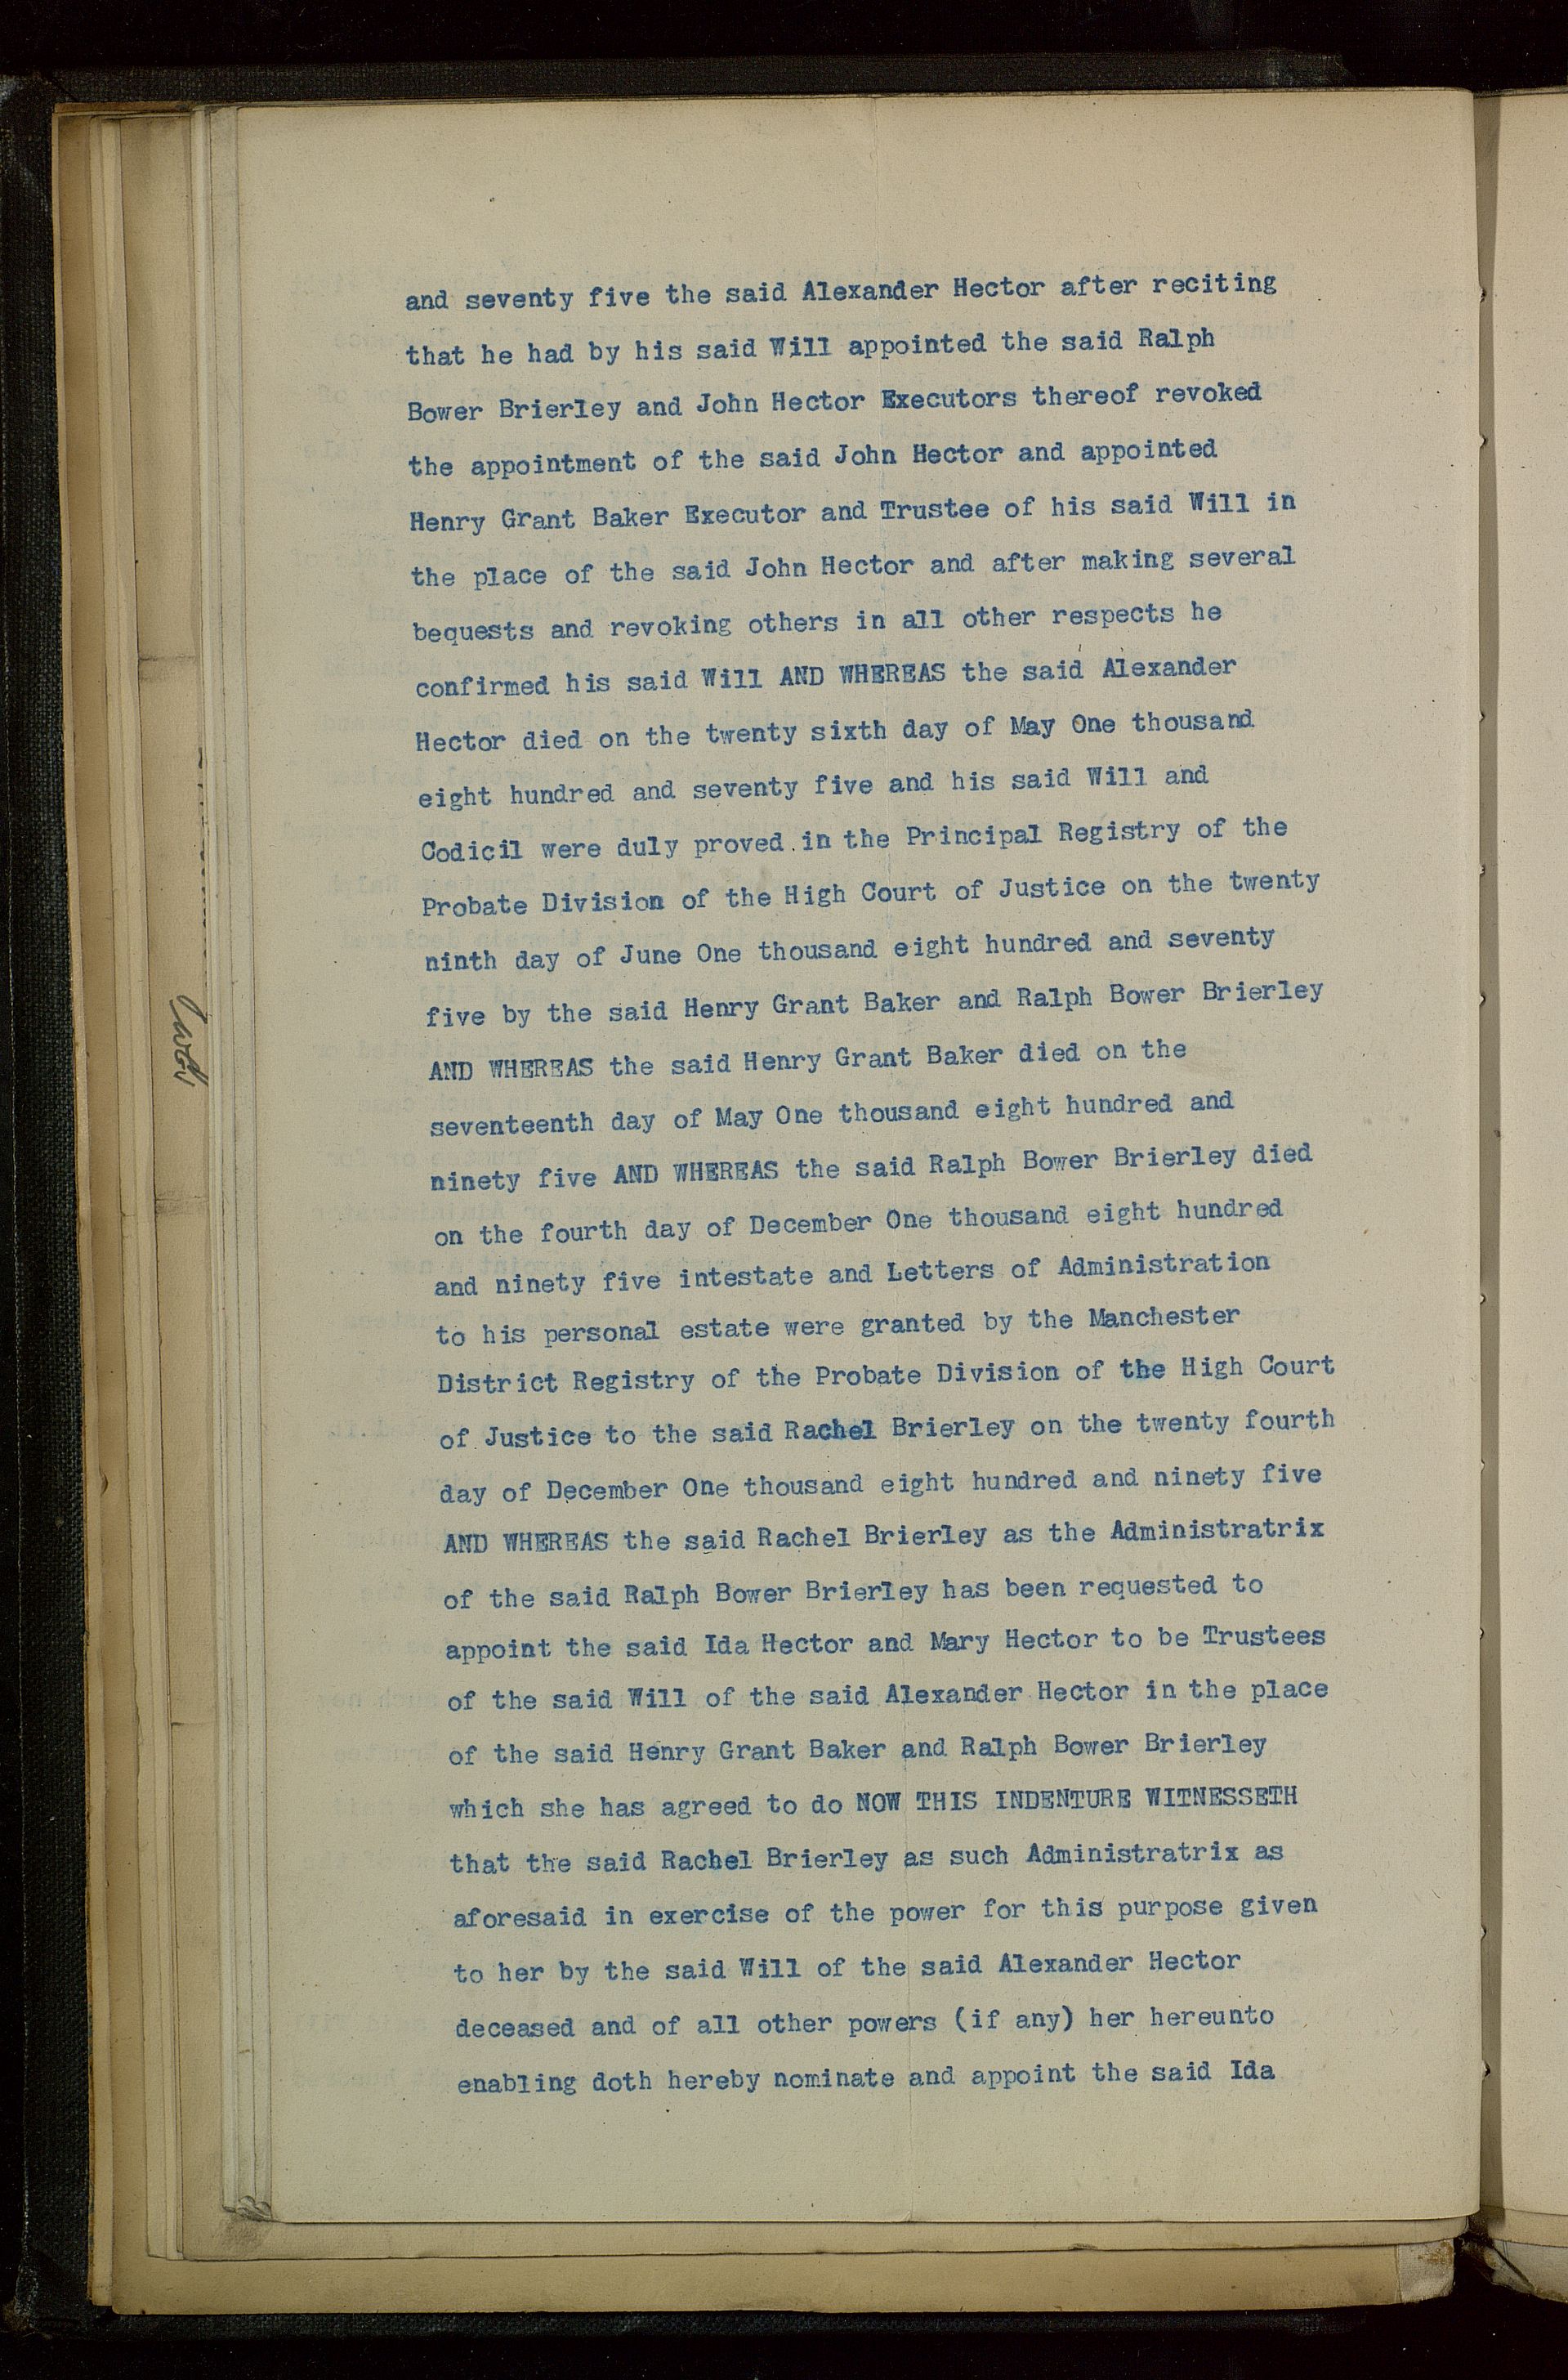 and seventy five the said Alexander Hector after reciting
that he had by his said Will appointed the said Ralph
Bower Brierley and John Hector Executors thereof revoked
the appointment of the said John Hector and appointed
Henry Grant Baker Executor and Trustee of his said Will in
the place of the said John Hector and after making several
bequests and revoking others in all other respects he
confirmed his said Will AND WHEREAS the said Alexander
Hector died on the twenty sixth day of May One thousand
eight hundred and seventy five and his said Will and
Codicil were duly proved in the Principal Registry of the
Probate Division of the High Court of Justice on the twenty
ninth day of June One thousand eight hundred and seventy
five by the said Henry Grant Baker and Ralph Bower Brierley
AND WHEREAS the said Henry Grant Baker died on the
seventeenth day of May One thousand eight hundred and
ninety five AND WHEREAS the said Ralph Bower Brierley died
on the fourth day of December One thousand eight hundred
and ninety five intestate and Letters of Administration
to his personal estate were granted by the Manchester
District Registry of the Probate Division of the High Court
of Justice to the said Rachel Brierley on the twenty fourth
day of December One thousand eight hundred and ninety five
AND WHEREAS the said Rachel Brierley as the Administratrix
of the said Ralph Bower Brierley has been requested to
appoint the said Ida Hector and Mary Hector to be Trustees
of the said Will of the said Alexander Hector in the place
of the said Henry Grant Baker and Ralph Bower Brierley
which she has agreed to do NOW THIS INDENTURE WITNESSETH
that the said Rachel Brierley as such Administratrix as
aforesaid in exercise of the power for this purpose given
to her by the said Will of the said Alexander Hector
deceased and of all other powers (if any) her hereunto
enabling doth hereby nominate and appoint the said Ida